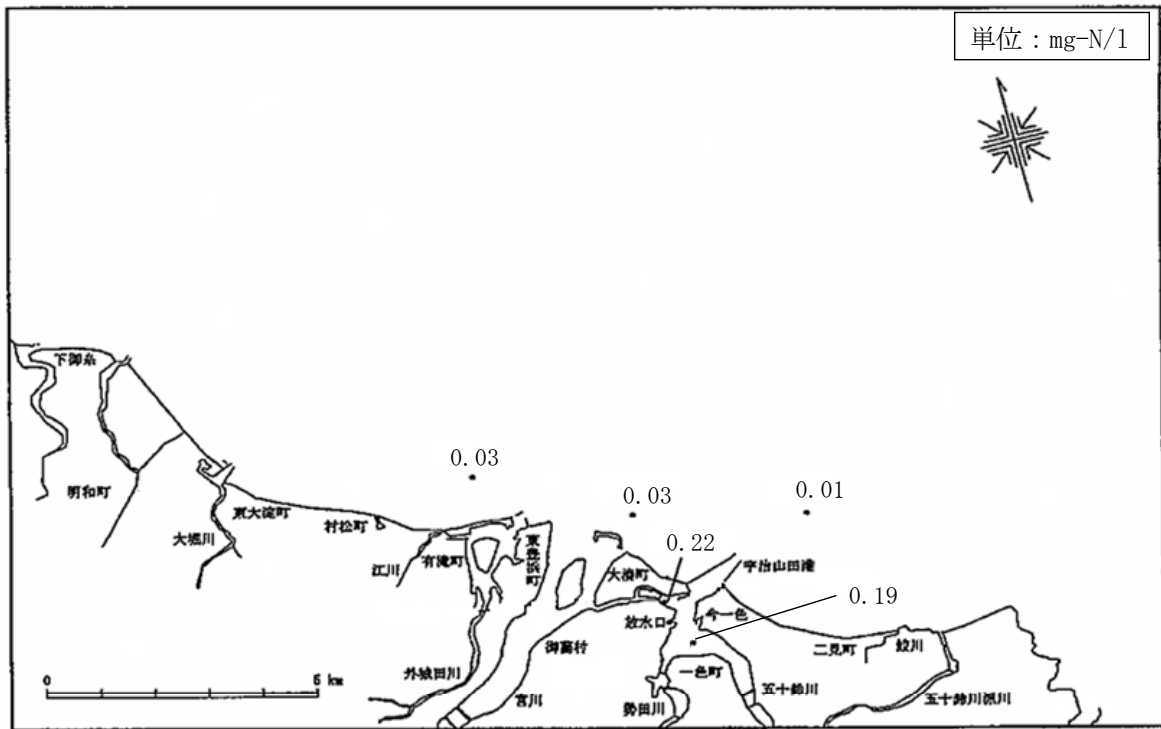 単位：mg-N/l
下御糸
0.03
0.03
0.01
明和町
東大淀町
村松町
大堀川
江川
有滝町
東豊浜町
大湊町
0.22
宇治山田港
0.19
今一色
放水口
御薗村
二見町
鮫川
一色町
外城田川
宮川
勢田川
五十鈴川
五十鈴川派川
0
5 km